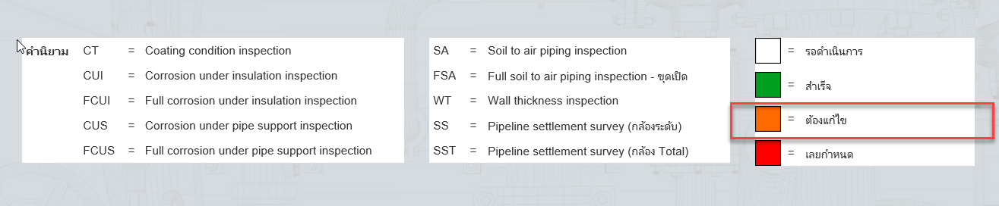 คำนิยาม CT = Coating condition inspection
CUI = Corrosion under insulation inspection
FCUI = Full corrosion under insulation inspection
CUS = Corrosion under pipe support inspection
FCUS = Full corrosion under pipe support inspection
SA = Soil to air piping inspection
FSA = Full soil to air piping inspection - ขุดเปิด
WT = Wall thickness inspection
SS = Pipeline settlement survey (กล้องระดับ)
SST = Pipeline settlement survey (กล้อง Total)
= รอดำเนินการ
= สำเร็จ
= ต้องแก้ไข
= เลยกำหนด